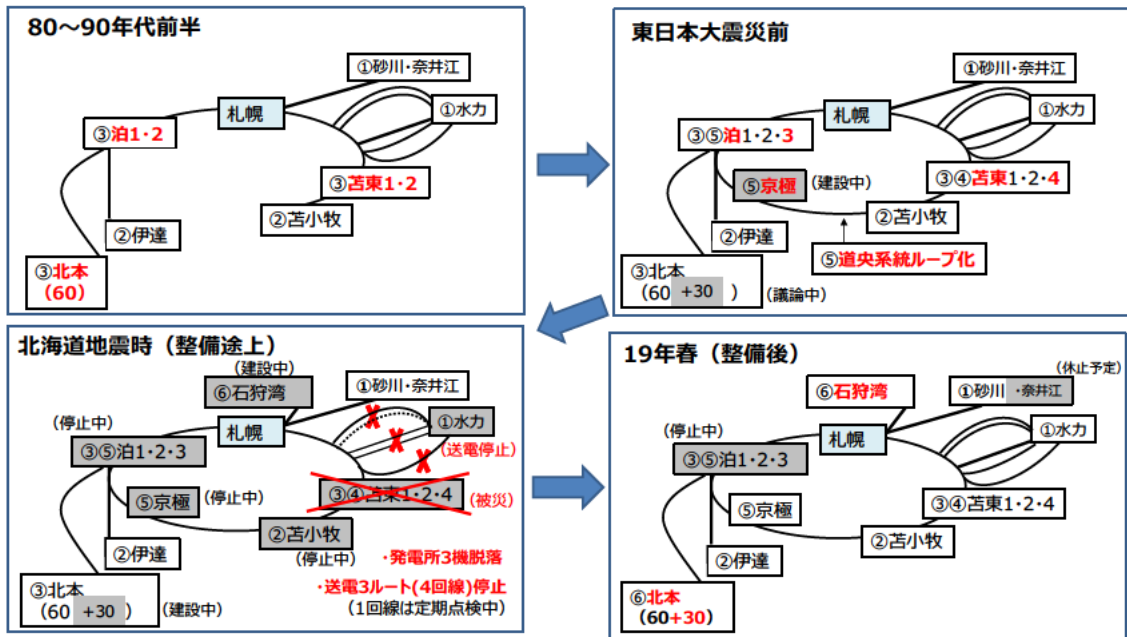 80～90年代前半
①砂川・奈井江
札幌
①水力
③泊1・2
③苫東1・2
②苫小牧
②伊達
③北本
（60）
東日本大震災前
①砂川・奈井江
札幌
①水力
③⑤泊1・2・3
⑤京極
（建設中）
③④苫東1・2・4
②苫小牧
②伊達
⑤道央系統ループ化
③北本
（60 +30 ）
（議論中）
北海道地震時（整備途上）
（建設中）
⑥石狩湾
①砂川・奈井江
（停止中）
札幌
①水力
（送電停止）
③⑤泊1・2・3
③④苫東1・2・4
（被災）
⑤京極
（停止中）
②苫小牧
（停止中）
②伊達
・発電所3機脱落
・送電3ルート(4回線)停止
（1回線は定期点検中）
③北本
（60 +30 ）
（建設中）
19年春（整備後）
（休止予定）
⑥石狩湾
①砂川・奈井江
（停止中）
札幌
①水力
③⑤泊1・2・3
⑤京極
③④苫東1・2・4
②苫小牧
②伊達
⑥北本
（60+30）